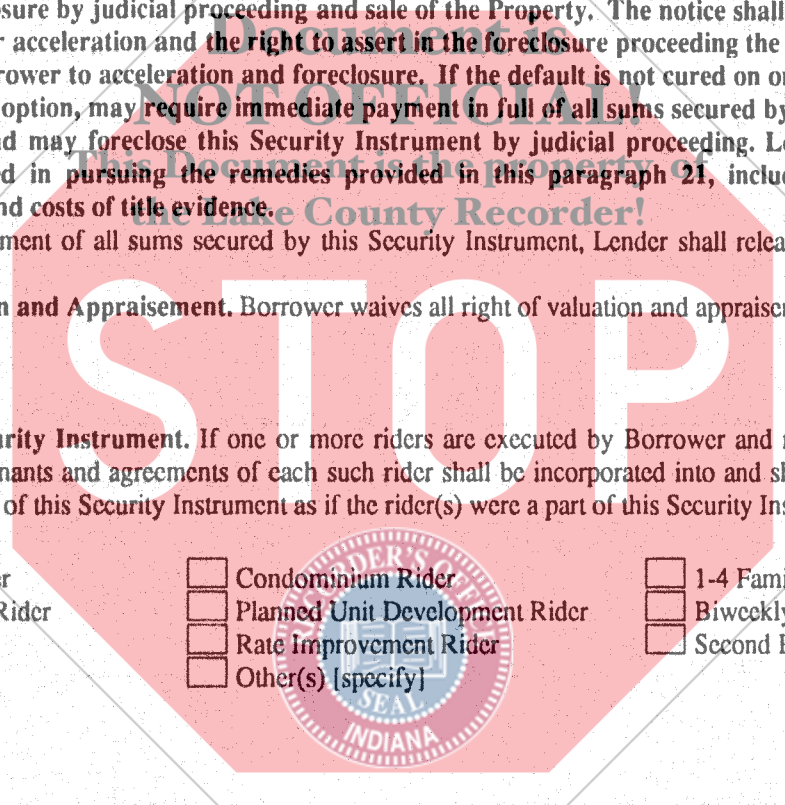 osure by judicial proceeding and sale of the Property. The notice shall
r acceleration and the right to assert in the foreclosure proceeding the
Document is
rower to acceleration and foreclosure. If the default is not cured on or
option, may require immediate payment in full of all sums secured by
NOT OFFICIAL!
nd may foreclose this Security Instrument by judicial proceeding. Le
This Document is the property of
d in pursuing the remedies provided in this paragraph 21, inclu
nd costs of title evidence.
the Lake County Recorder!
ment of all sums secured by this Security Instrument, Lender shall relea
n and Appraisement. Borrower waives all right of valuation and appraise
STOP
urity Instrument. If one or more riders are executed by Borrower and r
nants and agreements of each such rider shall be incorporated into and sh
of this Security Instrument as if the rider(s) were a part of this Security Ins
er Condominium Rider 1-4 Fami
Rider Planned Unit Development Rider Biweekly
Rate Improvement Rider Second
Other(s) [specify]
SEAL
INDIANA